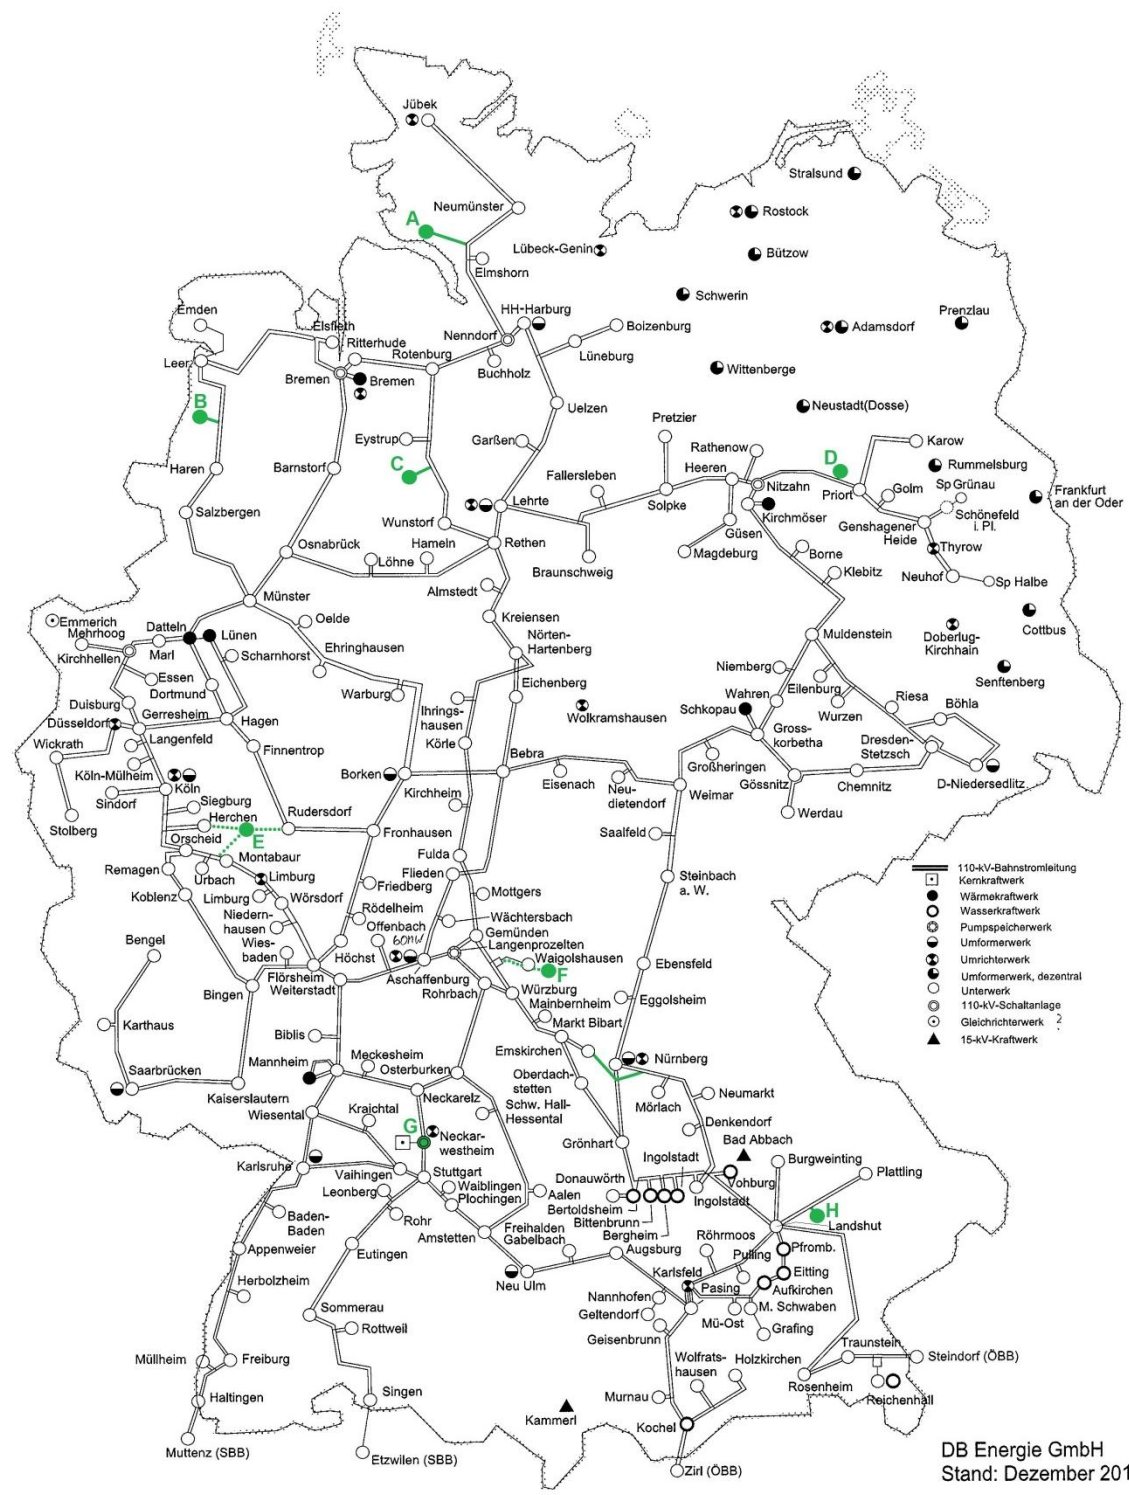 Jübek
Neumünster
A
Stralsund
Rostock
Lübeck-Genin
Bützow
Elmshorn
Schwerin
HH-Harburg
Emden
Boizenburg
Prenzlau
Adamsdorf
Elsfleth
Ritterhude
Nenndorf
Rotenburg
Lüneburg
Leer
Buchholz
Bremen
Bremen
Wittenberge
B
Uelzen
Neustadt(Dosse)
Pretzier
Eystrup
Garßen
Rathenow
Karow
C
D
Haren
Barnstorf
Fallersleben
Heeren
Nitzahn
Priort
Rummelsburg
Golm
Sp Grünau
Frankfurt
an der Oder
Salzbergen
Lehrte
Solpke
Kirchmöser
Schönefeld
i. Pl.
Wunstorf
Güsen
Genshagener
Heide
Osnabrück
Hameln
Rethen
Magdeburg
Borne
Thyrow
Löhne
Braunschweig
Klebitz
Neuhof
Sp Halbe
Almstedt
Münster
Kreiensen
Cottbus
Emmerich
Mehrhoog
Datteln
Lünen
Oelde
Nörten-
Hartenberg
Muldenstein
Doberlug-
Kirchhain
Kirchhellen
Marl
Scharnhorst
Ehringhausen
Niemberg
Senftenberg
Essen
Dortmund
Warburg
Eichenberg
Eilenburg
Duisburg
Ihrings-
hausen
Wahren
Wurzen
Riesa
Böhla
Düsseldorf
Gerresheim
Hagen
Wolkramshausen
Schkopau
Wickrath
Langenfeld
Finnentrop
Körle
Gross-
korbetha
Dresden-
Stetzsch
Köln-Mülheim
Borken
Bebra
Großheringen
Eisenach
Neu-
dietendorf
Gössnitz
Chemnitz
D-Niedersedlitz
Köln
Weimar
Sindorf
Siegburg
Kirchheim
Werdau
Stolberg
Herchen
Rudersdorf
Fronhausen
Saalfeld
E
Orscheid
Montabaur
Fulda
Remagen
Urbach
Limburg
Flieden
Steinbach
a. W.
Friedberg
Koblenz
Limburg
Wörsdorf
Mottgers
Nieder-
hausen
Rödelheim
Wächtersbach
Bengel
Offenbach
60MW
Gemünden
Wies-
baden
Höchst
Langenprozelten
Waigolshausen
F
Ebensfeld
Flörsheim
Weiterstadt
Aschaffenburg
Rohrbach
Bingen
Würzburg
Mainbernheim
Eggolsheim
Karthaus
Biblis
Markt Bibart
Mannheim
Meckesheim
Osterburken
Emskirchen
Nürnberg
Saarbrücken
Oberdach-
stetten
Kaiserslautern
Neckarelz
Mörlach
Neumarkt
Wiesental
Kraichtal
Schw. Hall-
Hessental
G
Neckar-
westheim
Denkendorf
Grönhart
Bad Abbach
Karlsruhe
Vaihingen
Stuttgart
Ingolstadt
Burgweinting
Plattling
Leonberg
Waiblingen
Plochingen
Donauwörth
Vohburg
Aalen
Bertoldsheim
Ingolstadt
H
Baden-
Baden
Rohr
Bittenbrunn
Landshut
Amstetten
Freihalden
Gabelbach
Bergheim
Appenweier
Eutingen
Augsburg
Röhrmoos
Pulling
Pfromb.
Herbolzheim
Neu Ulm
Karlsfeld
Eitting
Nannhofen
Pasing
Aufkirchen
Sommerau
Geltendorf
Mü-Ost
M. Schwaben
Rottweil
Geisenbrunn
Grafing
Traunstein
Müllheim
Freiburg
Wolfrats-
hausen
Holzkirchen
Steindorf (ÖBB)
Haltingen
Singen
Murnau
Rosenheim
Reichenhall
Kammerl
Kochel
Muttenz (SBB)
Etzwilen (SBB)
Zirl (ÖBB)
110-kV-Bahnstromleitung
Kernkraftwerk
Wärmekraftwerk
Wasserkraftwerk
Pumpspeicherwerk
Umformerwerk
Umrichterwerk
Umformerwerk, dezentral
Unterwerk
110-kV-Schaltanlage
Gleichrichterwerk
15-kV-Kraftwerk
DB Energie GmbH
Stand: Dezember 201